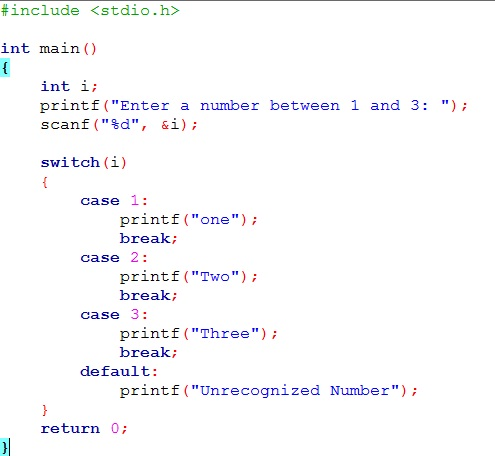 #include <stdio.h>

int main()
{
    int i;
    printf("Enter a number between 1 and 3: ");
    scanf("%d", &i);

    switch(i)
    {
        case 1:
            printf("one");
            break;
        case 2:
            printf("Two");
            break;
        case 3:
            printf("Three");
            break;
        default:
            printf("Unrecognized Number");
    }
    return 0;
}